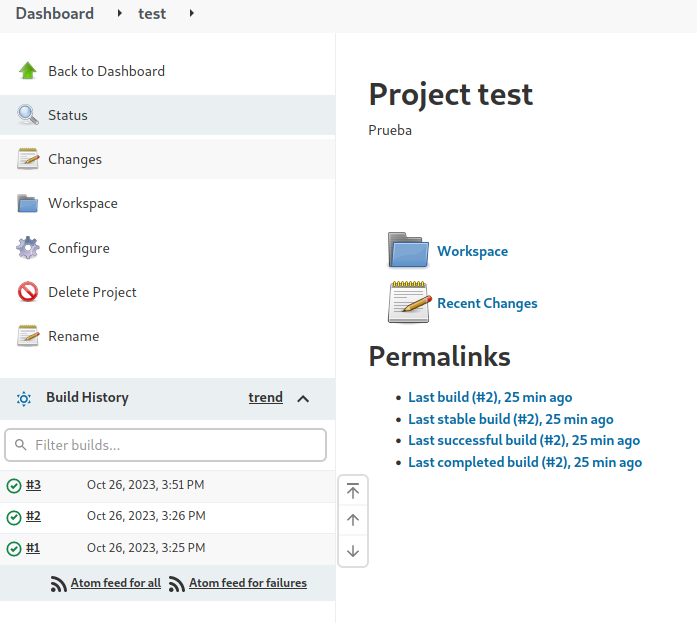 Dashboard test
Back to Dashboard
Status
Changes
Workspace
Configure
Delete Project
Rename
Build History trend
Filter builds...
#3 Oct 26, 2023, 3:51 PM
#2 Oct 26, 2023, 3:26 PM
#1 Oct 26, 2023, 3:25 PM
Atom feed for all Atom feed for failures
Project test
Prueba
Workspace
Recent Changes
Permalinks
Last build (#2), 25 min ago
Last stable build (#2), 25 min ago
Last successful build (#2), 25 min ago
Last completed build (#2), 25 min ago